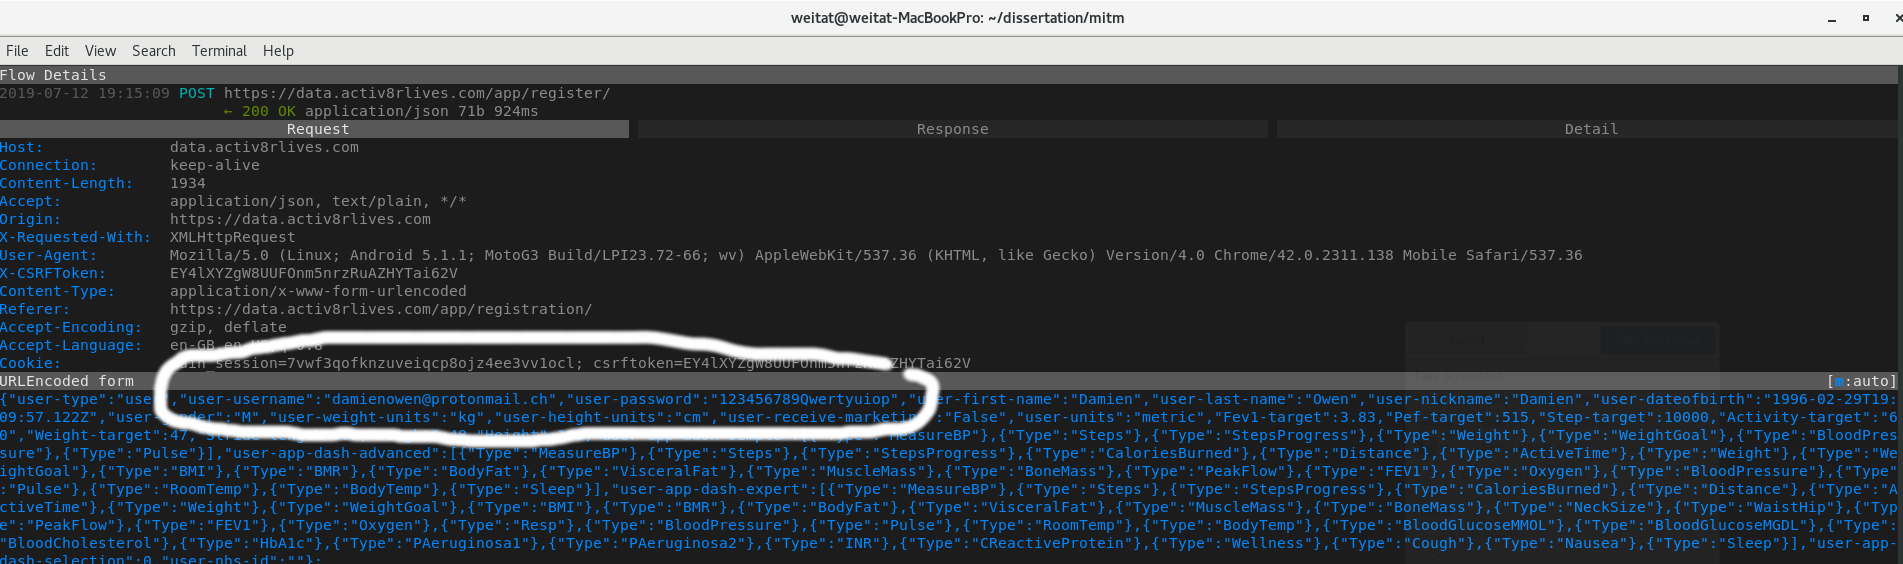 weitat@weitat-MacBookPro: ~/dissertation/mitm
File Edit View Search Terminal Help
Flow Details
2019-07-12 19:15:09 POST https://data.activ8rlives.com/app/register/
← 200 OK application/json 71b 924ms
Request Response Detail
Host: data.activ8rlives.com
Connection: keep-alive
Content-Length: 1934
Accept: application/json, text/plain, */*
Origin: https://data.activ8rlives.com
X-Requested-With: XMLHttpRequest
User-Agent: Mozilla/5.0 (Linux; Android 5.1.1; MotoG3 Build/LPI23.72-66; wv) AppleWebKit/537.36 (KHTML, like Gecko) Version/4.0 Chrome/42.0.2311.138 Mobile Safari/537.36
X-CSRFToken: EY4lXYZgW8UUFOnm5nrzRuAZHYTai62V
Content-Type: application/x-www-form-urlencoded
Referer: https://data.activ8rlives.com/app/registration/
Accept-Encoding: gzip, deflate
Accept-Language: en-GB,en
Cookie: session=7vwf3qofknzuveiqcp8ojz4ee3vv1ocl; csrftoken=EY4lXYZgW8UUFOnm5 ZHYTai62V
URLEncoded form [m:auto]
{"user-type":"use ,"user-username":"damienowen@protonmail.ch","user-password":"123456789Qwertyuiop", user-first-name":"Damien","user-last-name":"Owen","user-nickname":"Damien","user-dateofbirth":"1996-02-29T19:
09:57.122Z","user- der":"M","user-weight-units":"kg","user-height-units":"cm","user-receive-marketin :"False","user-units":"metric","Fev1-target":3.83,"Pef-target":515,"Step-target":10000,"Activity-target":"6
0","Weight-target":47, "MeasureBP"},{"Type":"Steps"},{"Type":"StepsProgress"},{"Type":"Weight"},{"Type":"WeightGoal"},{"Type":"BloodPres
sure"},{"Type":"Pulse"}],"user-app-dash-advanced":[{"Type":"MeasureBP"},{"Type":"Steps"},{"Type":"StepsProgress"},{"Type":"CaloriesBurned"},{"Type":"Distance"},{"Type":"ActiveTime"},{"Type":"Weight"},{"Type":"We
ightGoal"},{"Type":"BMI"},{"Type":"BMR"},{"Type":"BodyFat"},{"Type":"VisceralFat"},{"Type":"MuscleMass"},{"Type":"BoneMass"},{"Type":"PeakFlow"},{"Type":"FEV1"},{"Type":"Oxygen"},{"Type":"BloodPressure"},{"Type"
:"Pulse"},{"Type":"RoomTemp"},{"Type":"BodyTemp"},{"Type":"Sleep"}],"user-app-dash-expert":[{"Type":"MeasureBP"},{"Type":"Steps"},{"Type":"StepsProgress"},{"Type":"CaloriesBurned"},{"Type":"Distance"},{"Type":"A
ctiveTime"},{"Type":"Weight"},{"Type":"WeightGoal"},{"Type":"BMI"},{"Type":"BMR"},{"Type":"BodyFat"},{"Type":"VisceralFat"},{"Type":"MuscleMass"},{"Type":"BoneMass"},{"Type":"NeckSize"},{"Type":"WaistHip"},{"Typ
e":"PeakFlow"},{"Type":"FEV1"},{"Type":"Oxygen"},{"Type":"Resp"},{"Type":"BloodPressure"},{"Type":"Pulse"},{"Type":"RoomTemp"},{"Type":"BodyTemp"},{"Type":"BloodGlucoseMMOL"},{"Type":"BloodGlucoseMGDL"},{"Type":
"BloodCholesterol"},{"Type":"HbA1c"},{"Type":"PAeruginosa1"},{"Type":"PAeruginosa2"},{"Type":"INR"},{"Type":"CReactiveProtein"},{"Type":"Wellness"},{"Type":"Cough"},{"Type":"Nausea"},{"Type":"Sleep"}],"user-app-
dash-selection":0,"user-nhs-id":""}: